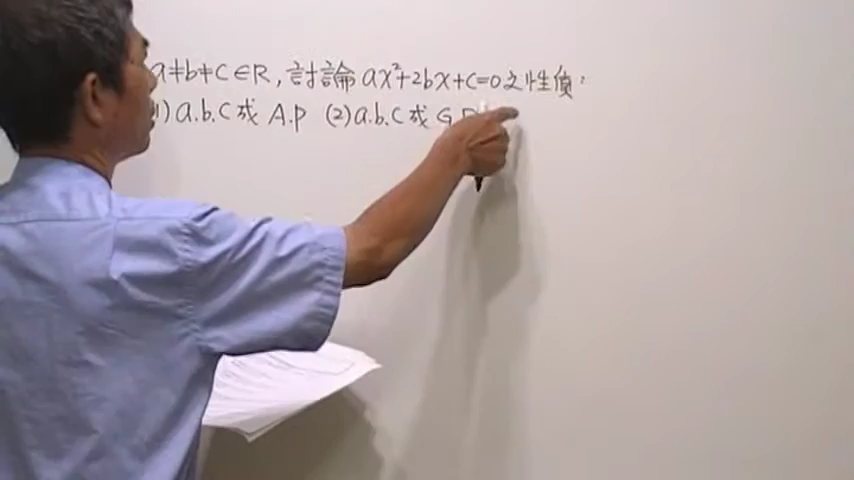 a≠b≠c∈R, 討論 ax²+2bx+c=0之性質:
1) a.b.c 成 A.P (2) a.b.c 成 G.P